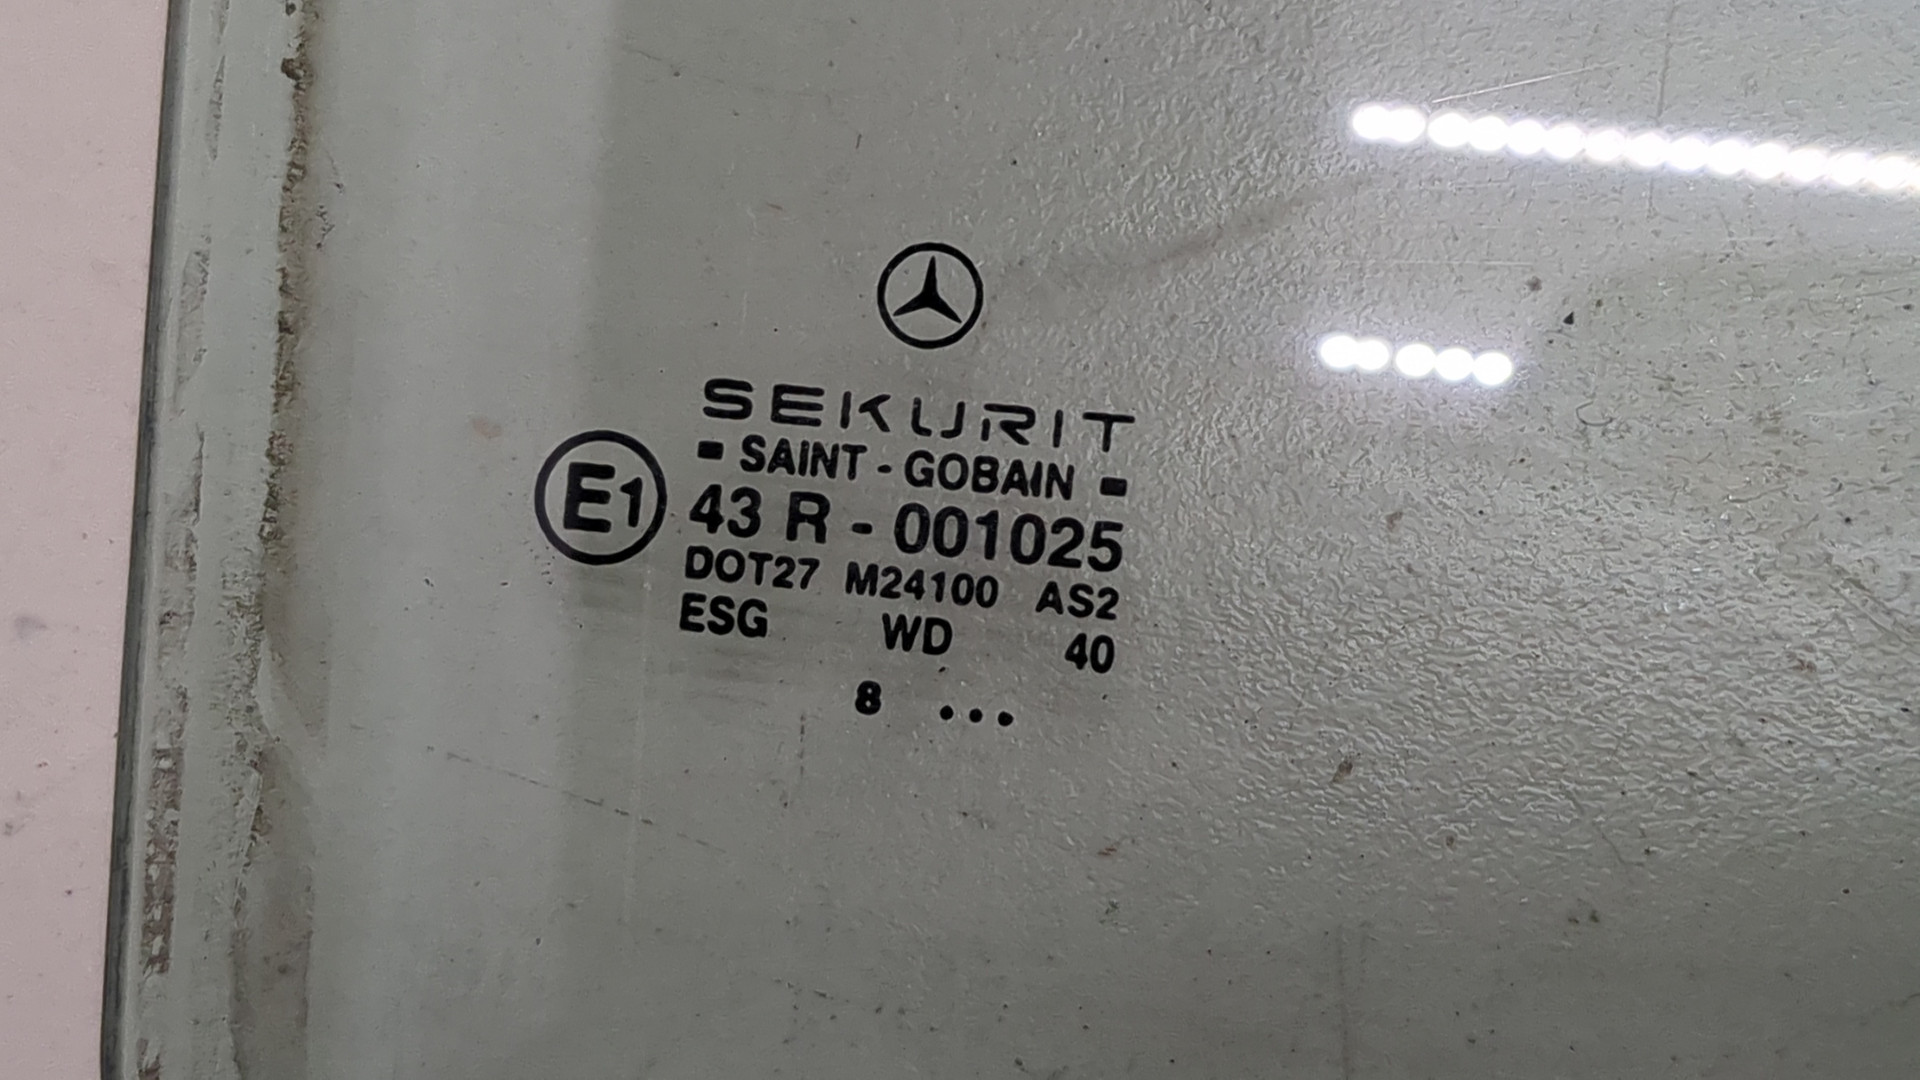 SEKURIT
- SAINT - GOBAIN -
E1
43 R - 001025
DOT27 M24100 AS2
ESG WD 40
8 ...